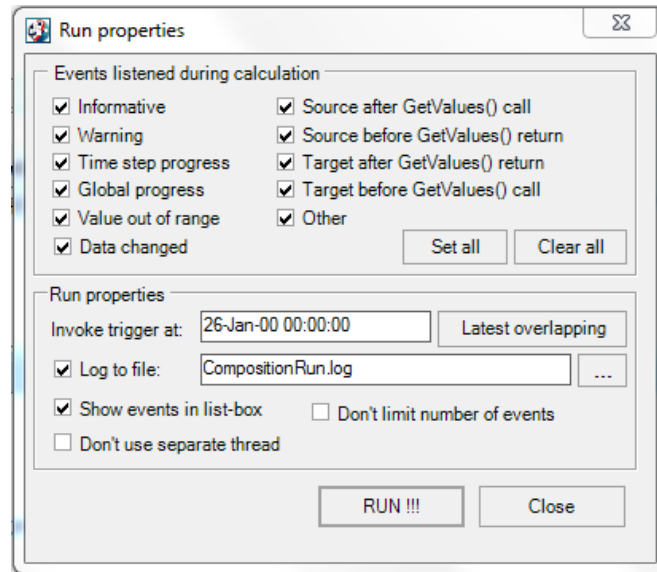 Run properties
Events listened during calculation
Informative
Source after GetValues() call
Warning
Source before GetValues() return
Time step progress
Target after GetValues() return
Global progress
Target before GetValues() call
Value out of range
Other
Data changed
Set all
Clear all
Run properties
Invoke trigger at:
26-Jan-00 00:00:00
Latest overlapping
Log to file:
CompositionRun.log
...
Show events in list-box
Don't limit number of events
Don't use separate thread
RUN !!!
Close